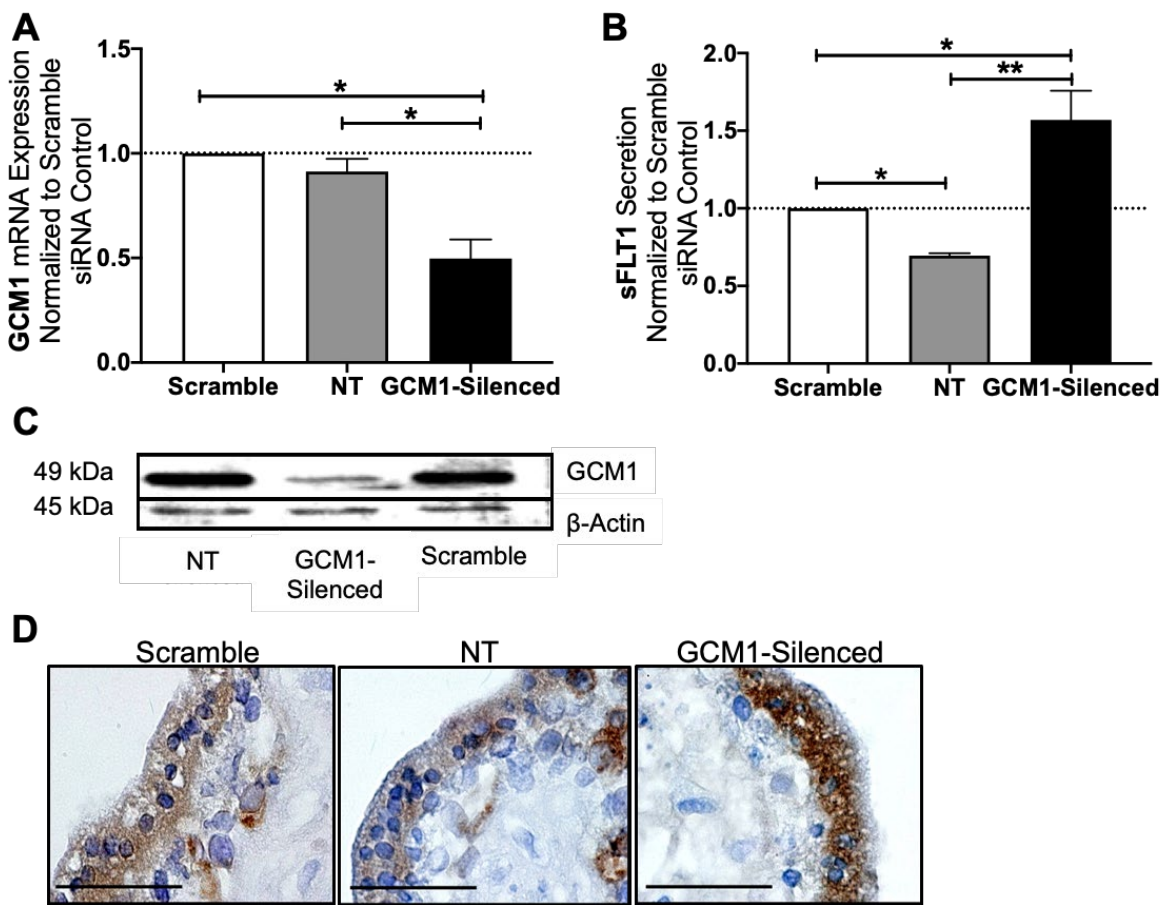 A
GCM1 mRNA Expression
Normalized to Scramble
siRNA Control
1.5
1.0
0.5
0.0
*
*
Scramble NT GCM1-Silenced
B
sFLT1 Secretion
Normalized to Scramble
siRNA Control
2.0
1.5
1.0
0.5
0.0
*
**
*
Scramble NT GCM1-Silenced
C
49 kDa
45 kDa
GCM1
β-Actin
NT
GCM1-
Silenced
Scramble
D
Scramble
NT
GCM1-Silenced